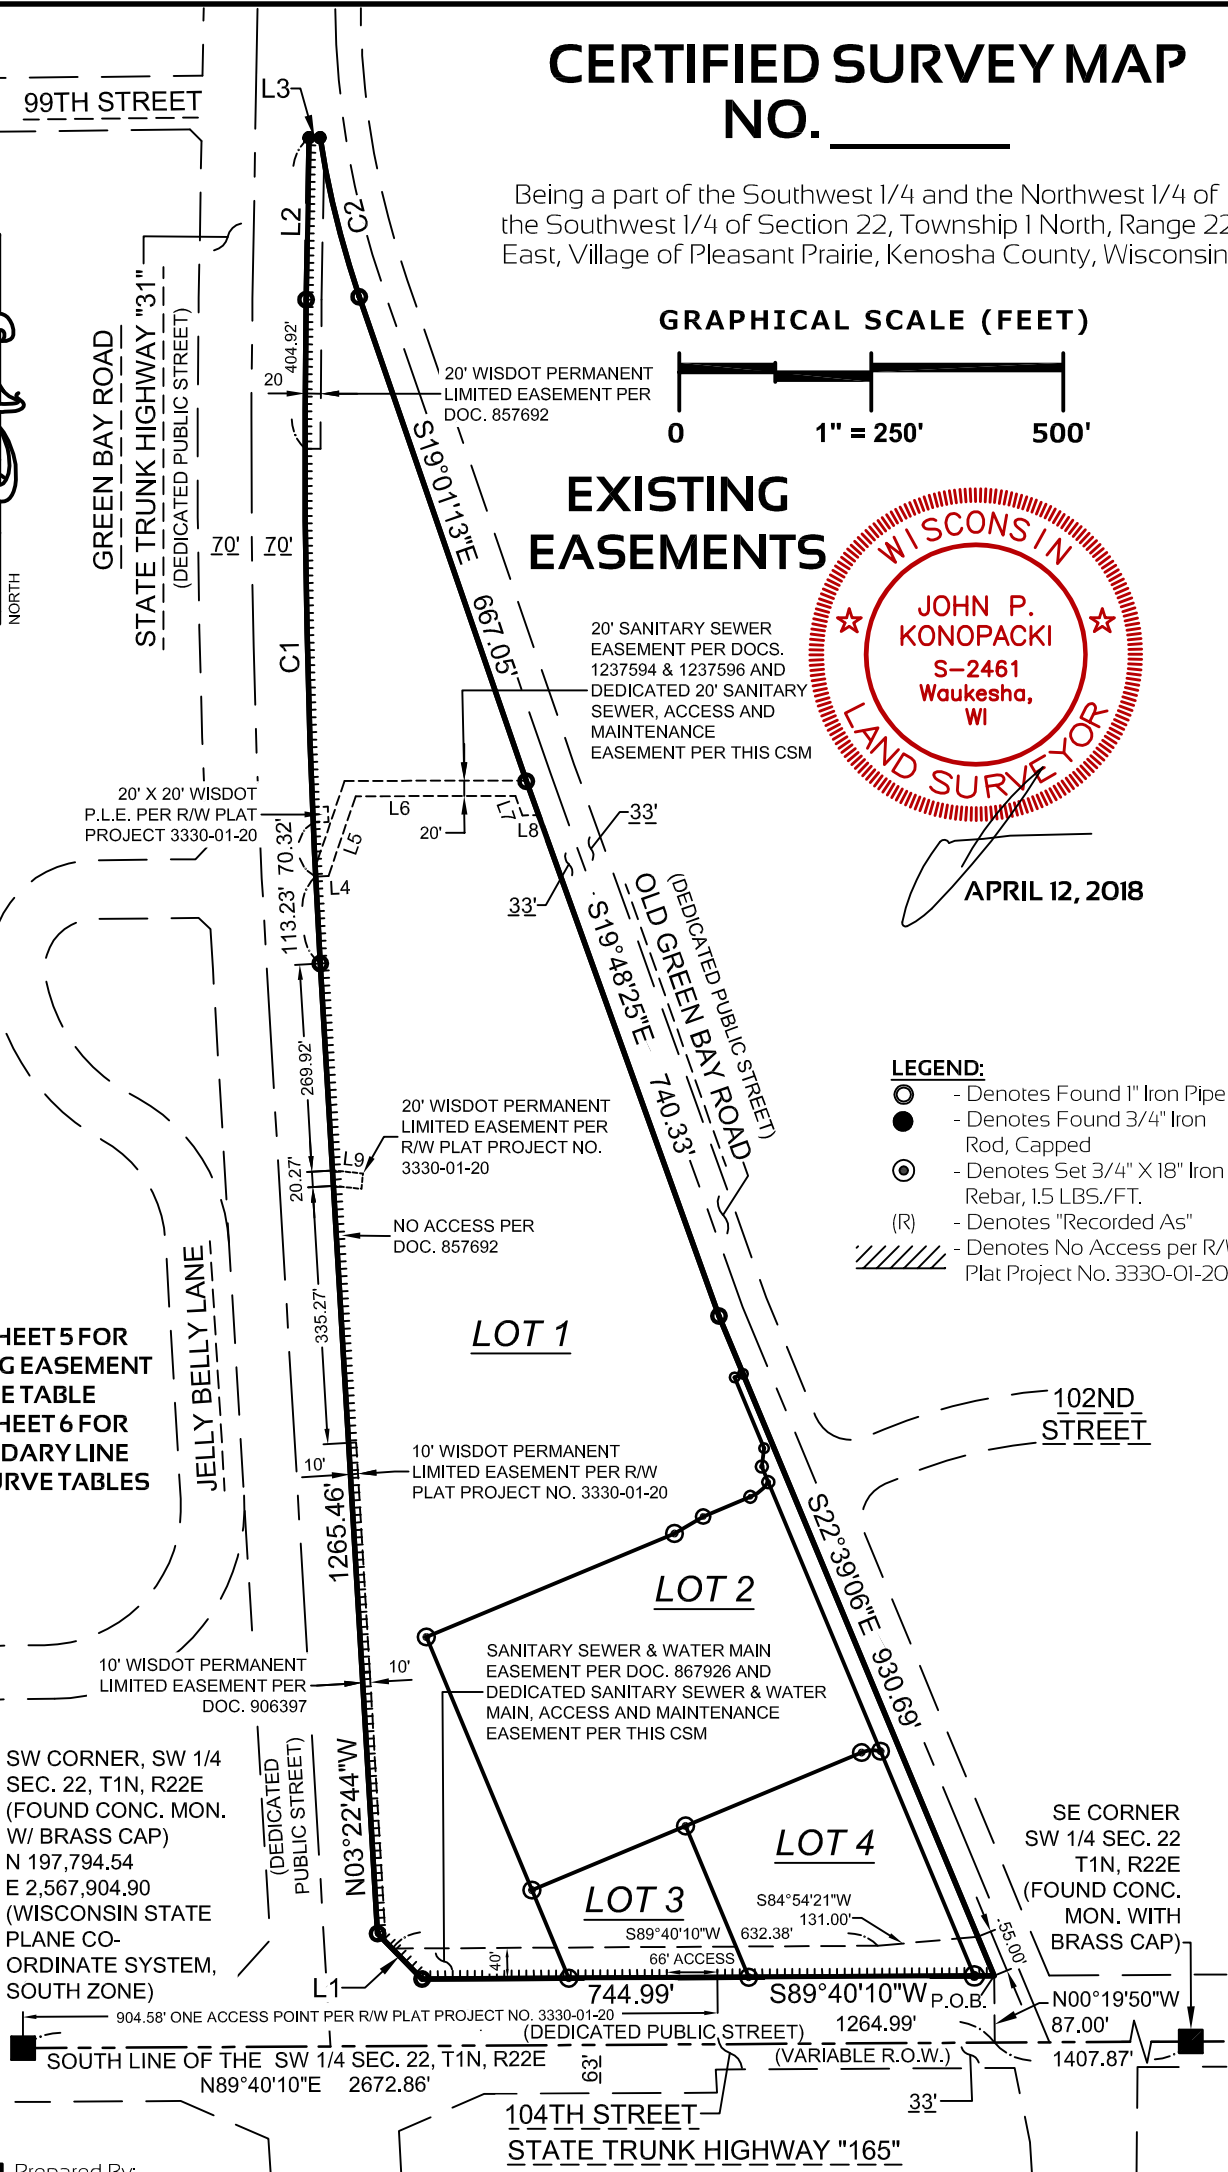 CERTIFIED SURVEY MAP
NO.
Being a part of the Southwest 1/4 and the Northwest 1/4 of
the Southwest 1/4 of Section 22, Township 1 North, Range 22
East, Village of Pleasant Prairie, Kenosha County, Wisconsin
GRAPHICAL SCALE (FEET)
0
1" = 250'
500'
EXISTING
EASEMENTS
WISCONSIN
JOHN P.
KONOPACKI
S-2461
Waukesha,
WI
LAND SURVEYOR
APRIL 12, 2018
99TH STREET
L3
L2
C2
GREEN BAY ROAD
STATE TRUNK HIGHWAY "31"
(DEDICATED PUBLIC STREET)
NORTH
20
404.92'
20' WISDOT PERMANENT
LIMITED EASEMENT PER
DOC. 857692
S19°01'13"E 667.05'
70'
70'
C1
20' SANITARY SEWER
EASEMENT PER DOCS.
1237594 & 1237596 AND
DEDICATED 20' SANITARY
SEWER, ACCESS AND
MAINTENANCE
EASEMENT PER THIS CSM
20' X 20' WISDOT
P.L.E. PER R/W PLAT
PROJECT 3330-01-20
70.32'
L6
L7
L8
L5
L4
20'
33'
33'
113.23'
S19°48'25"E 740.33'
OLD GREEN BAY ROAD
(DEDICATED PUBLIC STREET)
LEGEND:
- Denotes Found 1" Iron Pipe
- Denotes Found 3/4" Iron
Rod, Capped
- Denotes Set 3/4" X 18" Iron
Rebar, 1.5 LBS./FT.
(R) - Denotes "Recorded As"
- Denotes No Access per R/
Plat Project No. 3330-01-20
269.92'
20' WISDOT PERMANENT
LIMITED EASEMENT PER
R/W PLAT PROJECT NO.
3330-01-20
L9
20.27'
NO ACCESS PER
DOC. 857692
335.27'
JELLY BELLY LANE
LOT 1
HEET 5 FOR
G EASEMENT
E TABLE
HEET 6 FOR
DARY LINE
URVE TABLES
102ND
STREET
10'
10' WISDOT PERMANENT
LIMITED EASEMENT PER R/W
PLAT PROJECT NO. 3330-01-20
1265.46'
S22°39'06"E 930.69'
LOT 2
10' WISDOT PERMANENT
LIMITED EASEMENT PER
DOC. 906397
10'
SANITARY SEWER & WATER MAIN
EASEMENT PER DOC. 867926 AND
DEDICATED SANITARY SEWER & WATER
MAIN, ACCESS AND MAINTENANCE
EASEMENT PER THIS CSM
N03°22'44"W
(DEDICATED
PUBLIC STREET)
SW CORNER, SW 1/4
SEC. 22, T1N, R22E
(FOUND CONC. MON.
W/ BRASS CAP)
N 197,794.54
E 2,567,904.90
(WISCONSIN STATE
PLANE CO-
ORDINATE SYSTEM,
SOUTH ZONE)
SE CORNER
SW 1/4 SEC. 22
T1N, R22E
(FOUND CONC.
MON. WITH
BRASS CAP)
LOT 4
LOT 3
S84°54'21"W
131.00'
S89°40'10"W 632.38'
40'
66' ACCESS
55.00'
L1
744.99'
S89°40'10"W
P.O.B.
1264.99'
N00°19'50"W
87.00'
904.58' ONE ACCESS POINT PER R/W PLAT PROJECT NO. 3330-01-20
(DEDICATED PUBLIC STREET)
(VARIABLE R.O.W.)
1407.87'
SOUTH LINE OF THE SW 1/4 SEC. 22, T1N, R22E
N89°40'10"E 2672.86'
63'
33'
104TH STREET
STATE TRUNK HIGHWAY "165"
Prepared By: